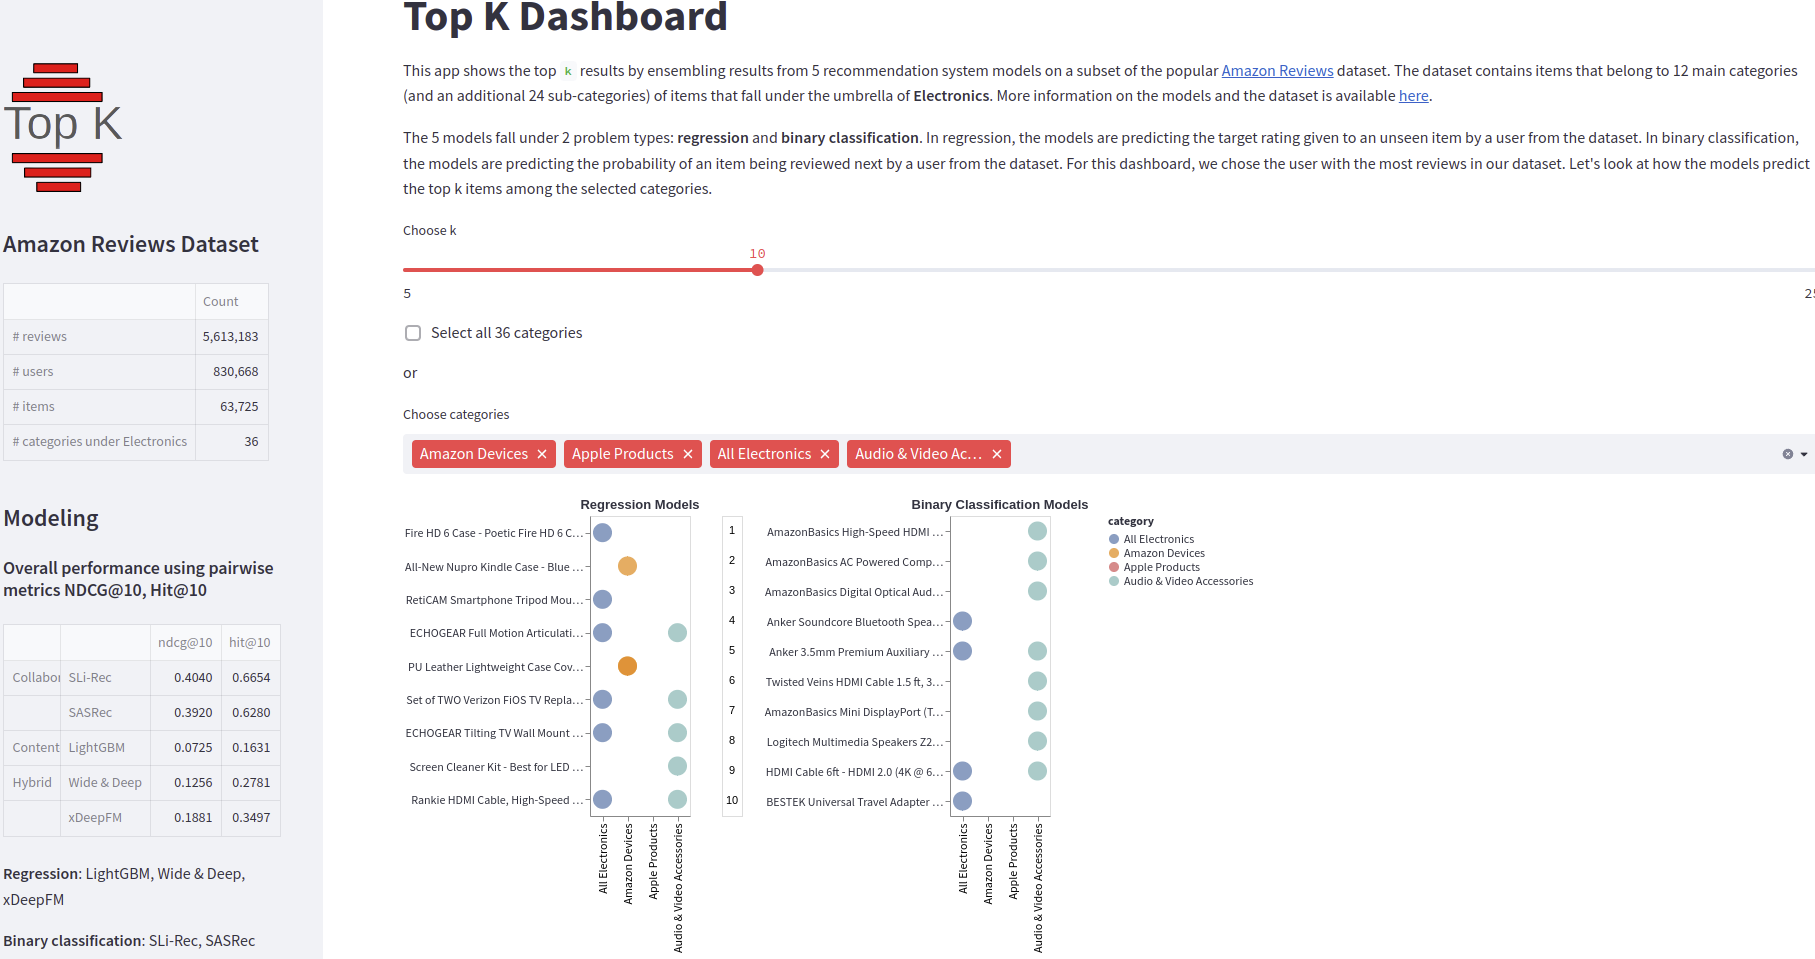 Top K
Amazon Reviews Dataset
Count
# reviews 5,613,183
# users 830,668
# items 63,725
# categories under Electronics 36
Modeling
Overall performance using pairwise
metrics NDCG@10, Hit@10
ndcg@10 hit@10
Collabor SLi-Rec 0.4040 0.6654
SASRec 0.3920 0.6280
Content LightGBM 0.0725 0.1631
Hybrid Wide & Deep 0.1256 0.2781
xDeepFM 0.1881 0.3497
Regression: LightGBM, Wide & Deep,
xDeepFM
Binary classification: SLi-Rec, SASRec
Top K Dashboard
This app shows the top k results by ensembling results from 5 recommendation system models on a subset of the popular Amazon Reviews dataset. The dataset contains items that belong to 12 main categories
(and an additional 24 sub-categories) of items that fall under the umbrella of Electronics. More information on the models and the dataset is available here.
The 5 models fall under 2 problem types: regression and binary classification. In regression, the models are predicting the target rating given to an unseen item by a user from the dataset. In binary classification,
the models are predicting the probability of an item being reviewed next by a user from the dataset. For this dashboard, we chose the user with the most reviews in our dataset. Let's look at how the models predict
the top k items among the selected categories.
Choose k
10
5 25
Select all 36 categories
or
Choose categories
Amazon Devices Apple Products All Electronics Audio & Video Ac...
Regression Models
Fire HD 6 Case - Poetic Fire HD 6 C…
All-New Nupro Kindle Case - Blue …
RetiCAM Smartphone Tripod Mou…
ECHOGEAR Full Motion Articulati…
PU Leather Lightweight Case Cov…
Set of TWO Verizon FiOS TV Repla…
ECHOGEAR Tilting TV Wall Mount …
Screen Cleaner Kit - Best for LED …
Rankie HDMI Cable, High-Speed …
All Electronics
Amazon Devices
Apple Products
Audio & Video Accessories
1
2
3
4
5
6
7
8
9
10
Binary Classification Models
AmazonBasics High-Speed HDMI …
AmazonBasics AC Powered Comp…
AmazonBasics Digital Optical Aud…
Anker Soundcore Bluetooth Spea…
Anker 3.5mm Premium Auxiliary …
Twisted Veins HDMI Cable 1.5 ft, 3…
AmazonBasics Mini DisplayPort (T…
Logitech Multimedia Speakers Z2…
HDMI Cable 6ft - HDMI 2.0 (4K @ 6…
BESTEK Universal Travel Adapter …
All Electronics
Amazon Devices
Apple Products
Audio & Video Accessories
category
All Electronics
Amazon Devices
Apple Products
Audio & Video Accessories